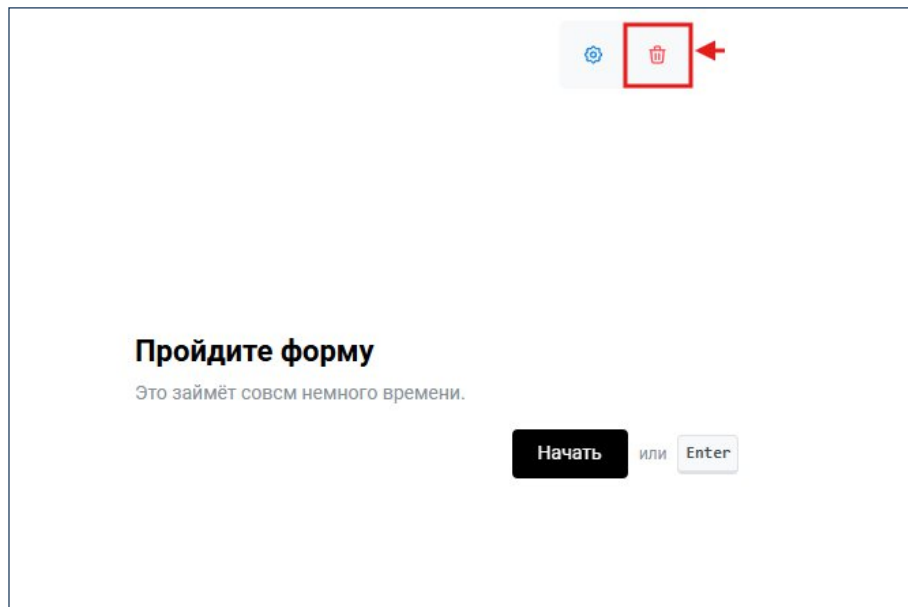 Пройдите форму
Это займёт совсм немного времени.
Начать или Enter